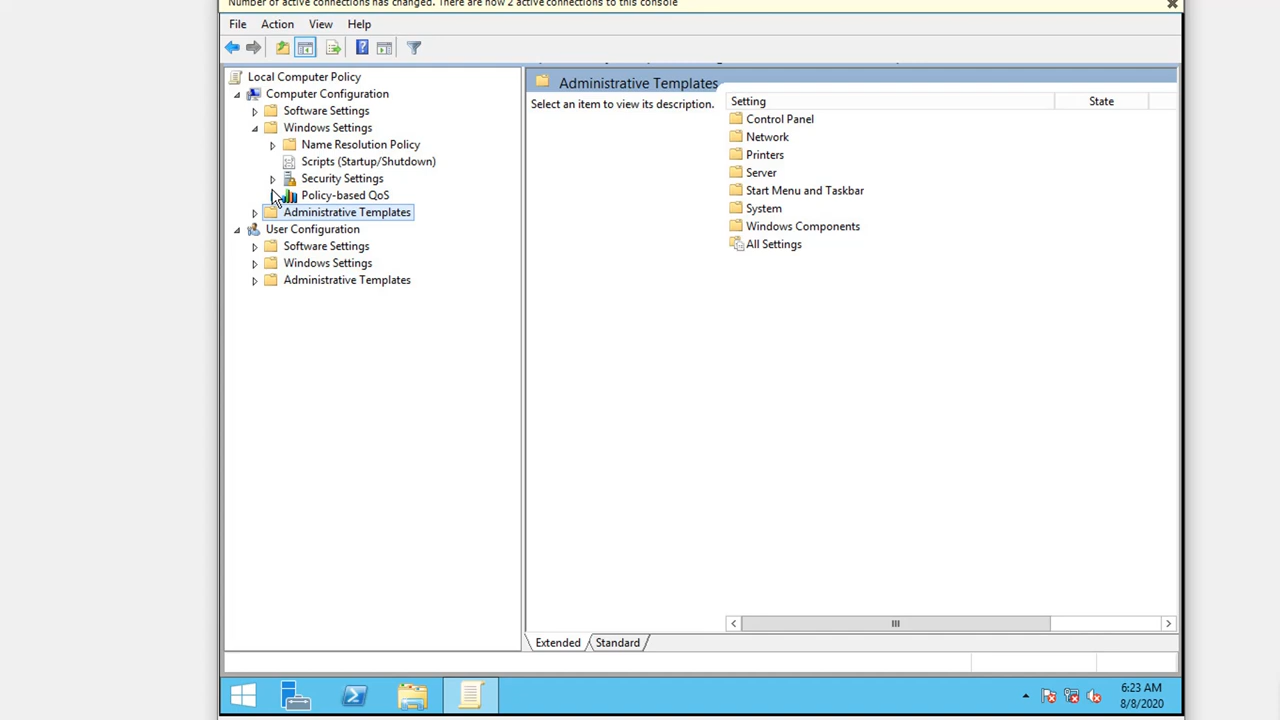 Number of active connections has changed. There are now 2 active connections to this console
File Action View Help
Local Computer Policy
Computer Configuration
Software Settings
Windows Settings
Name Resolution Policy
Scripts (Startup/Shutdown)
Security Settings
Policy-based QoS
Administrative Templates
User Configuration
Software Settings
Windows Settings
Administrative Templates
Administrative Templates
Select an item to view its description.
Setting State
Control Panel
Network
Printers
Server
Start Menu and Taskbar
System
Windows Components
All Settings
Extended Standard
6:23 AM
8/8/2020